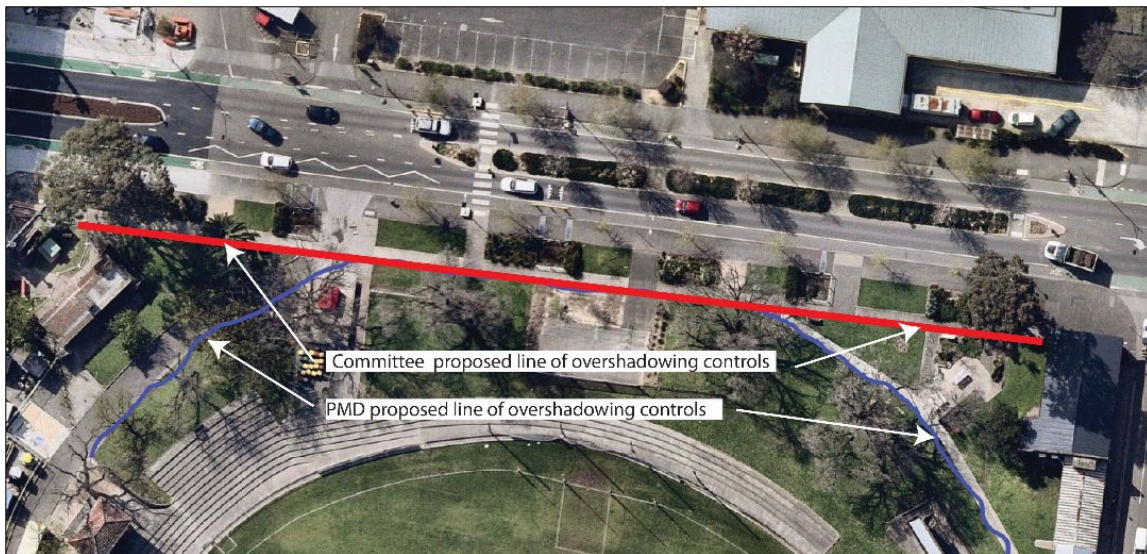 Committee  proposed line of overshadowing controls
PMD proposed line of overshadowing controls